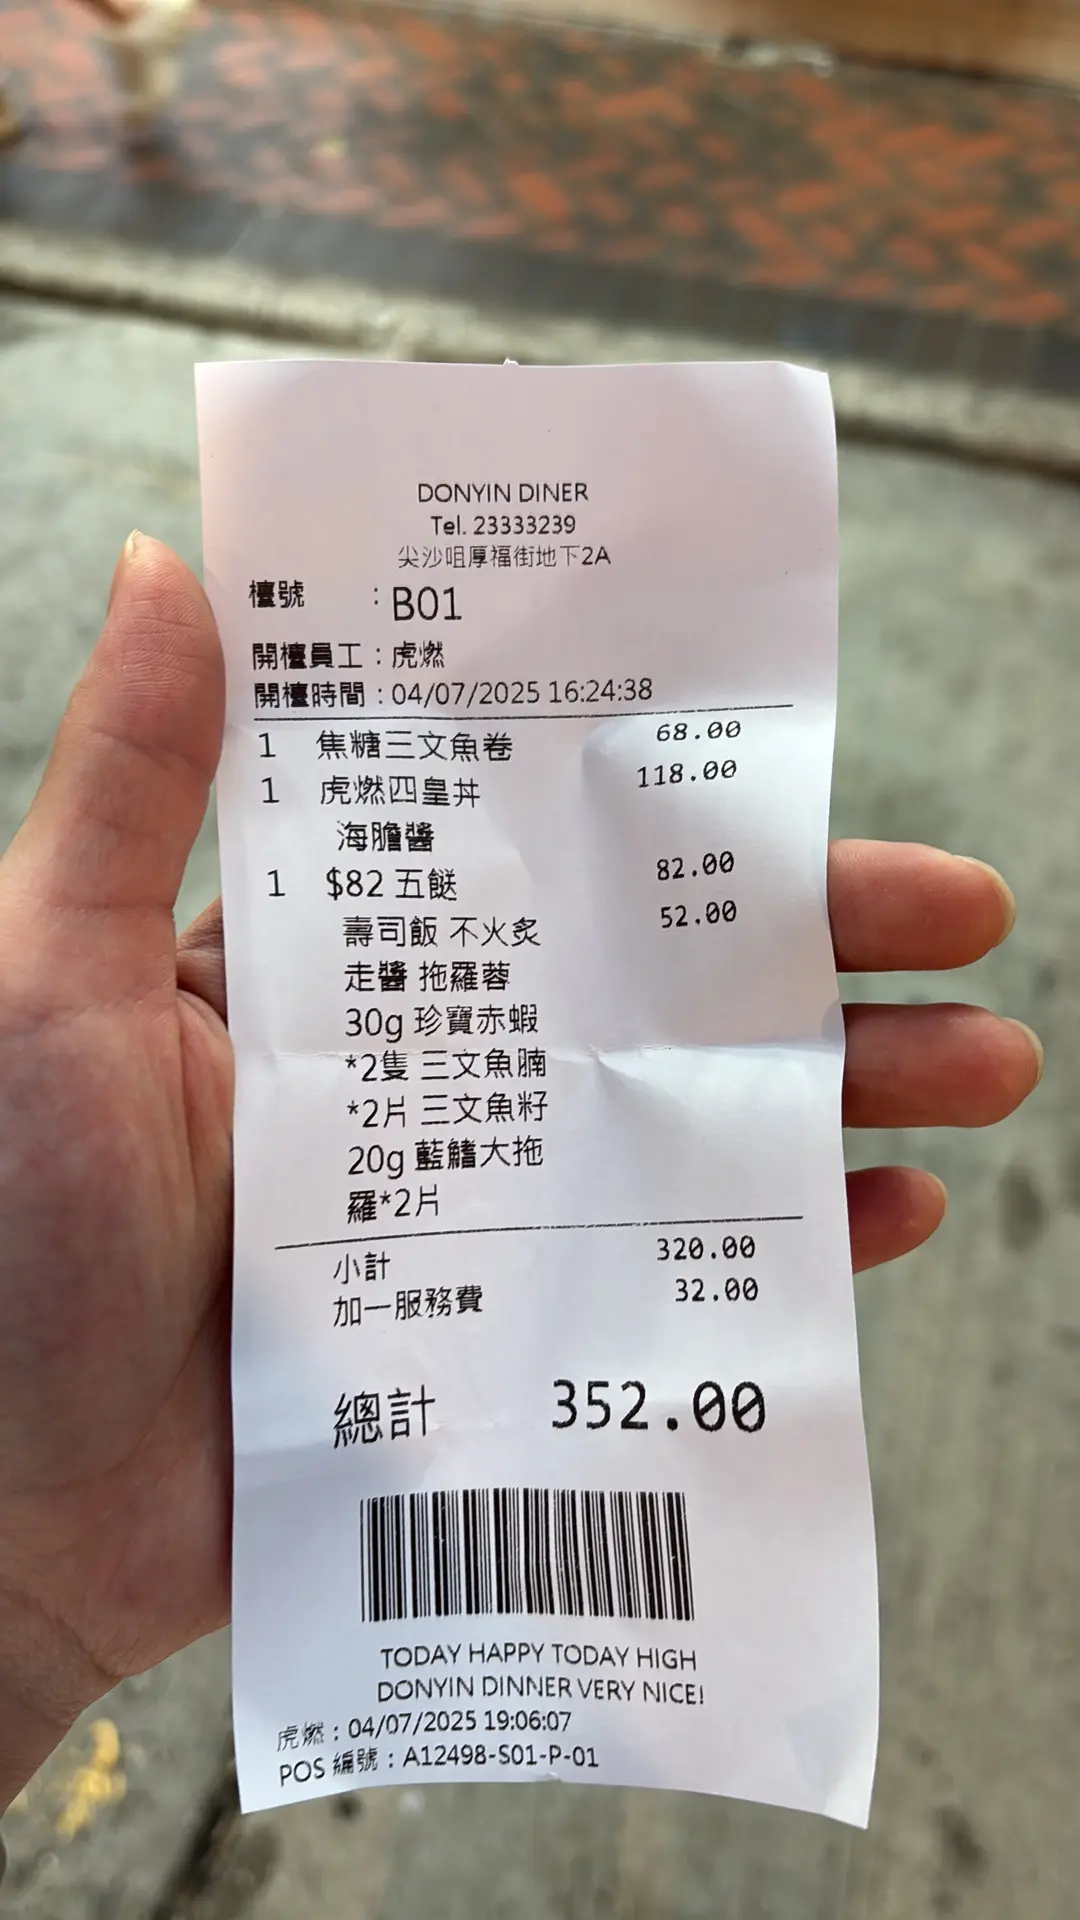 DONYIN DINER
Tel. 23333239
尖沙咀厚福街地下2A
檯號 : B01
開檯員工 : 虎燃
開檯時間 : 04/07/2025 16:24:38
1 焦糖三文魚卷 68.00
1 虎燃四皇丼 118.00
海膽醬
1 $82 五餸 82.00
壽司飯 不火炙 52.00
走醬 拖羅蓉
30g 珍寶赤蝦
*2隻 三文魚腩
*2片 三文魚籽
20g 藍鰭大拖
羅*2片
小計 320.00
加一服務費 32.00
總計 352.00
TODAY HAPPY TODAY HIGH
DONYIN DINNER VERY NICE!
虎燃 : 04/07/2025 19:06:07
POS 編號 : A12498-S01-P-01